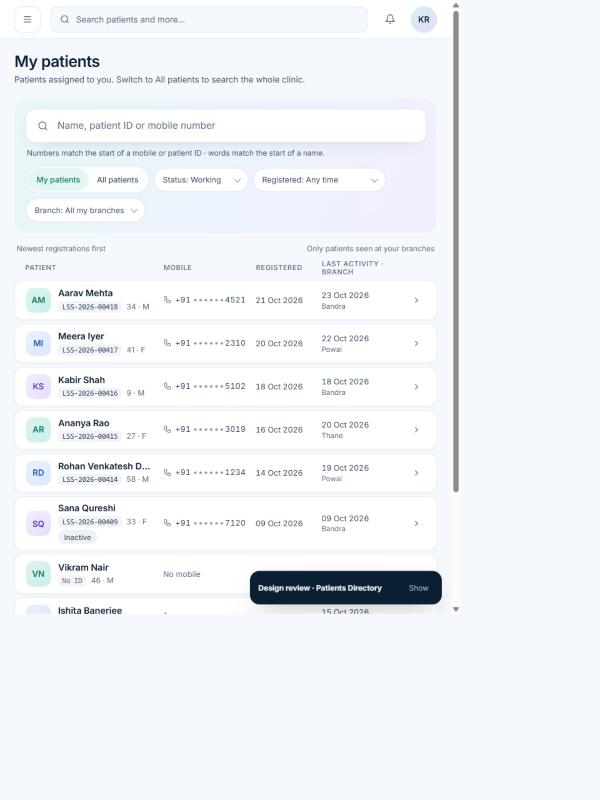 Search patients and more...
KR
My patients
Patients assigned to you. Switch to All patients to search the whole clinic.
Name, patient ID or mobile number
Numbers match the start of a mobile or patient ID · words match the start of a name.
My patients All patients Status: Working Registered: Any time
Branch: All my branches
Newest registrations first Only patients seen at your branches
PATIENT MOBILE REGISTERED LAST ACTIVITY · BRANCH
AM Aarav Mehta +91 ••••••4521 21 Oct 2026 23 Oct 2026
LSS-2026-00418 34 · M Bandra
MI Meera Iyer +91 ••••••2310 20 Oct 2026 22 Oct 2026
LSS-2026-00417 41 · F Powai
KS Kabir Shah +91 ••••••5102 18 Oct 2026 18 Oct 2026
LSS-2026-00416 9 · M Bandra
AR Ananya Rao +91 ••••••3019 16 Oct 2026 20 Oct 2026
LSS-2026-00415 27 · F Thane
RD Rohan Venkatesh D... +91 ••••••1234 14 Oct 2026 19 Oct 2026
LSS-2026-00414 58 · M Powai
SQ Sana Qureshi +91 ••••••7120 09 Oct 2026 09 Oct 2026
LSS-2026-00409 33 · F Bandra
Inactive
VN Vikram Nair No mobile
No ID 46 · M
Design review · Patients Directory Show
Ishita Banerjee 15 Oct 2026